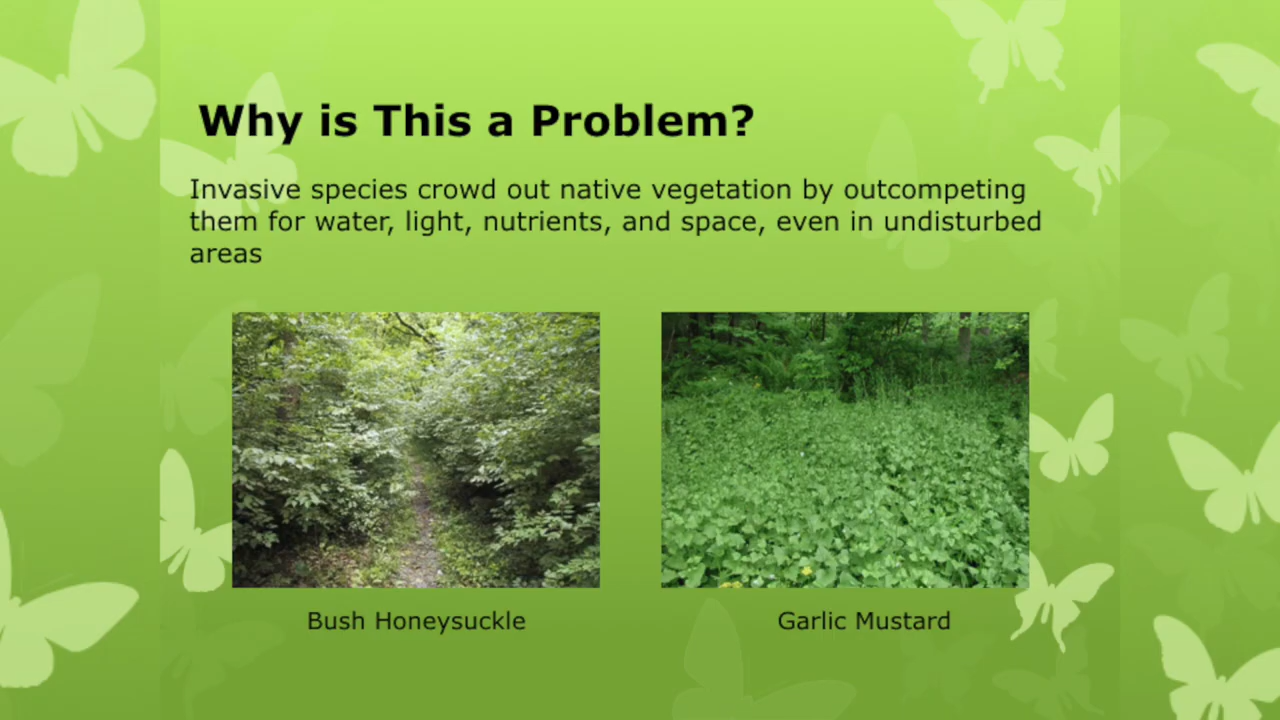 Why is This a Problem?
Invasive species crowd out native vegetation by outcompeting
them for water, light, nutrients, and space, even in undisturbed
areas
Bush Honeysuckle
Garlic Mustard